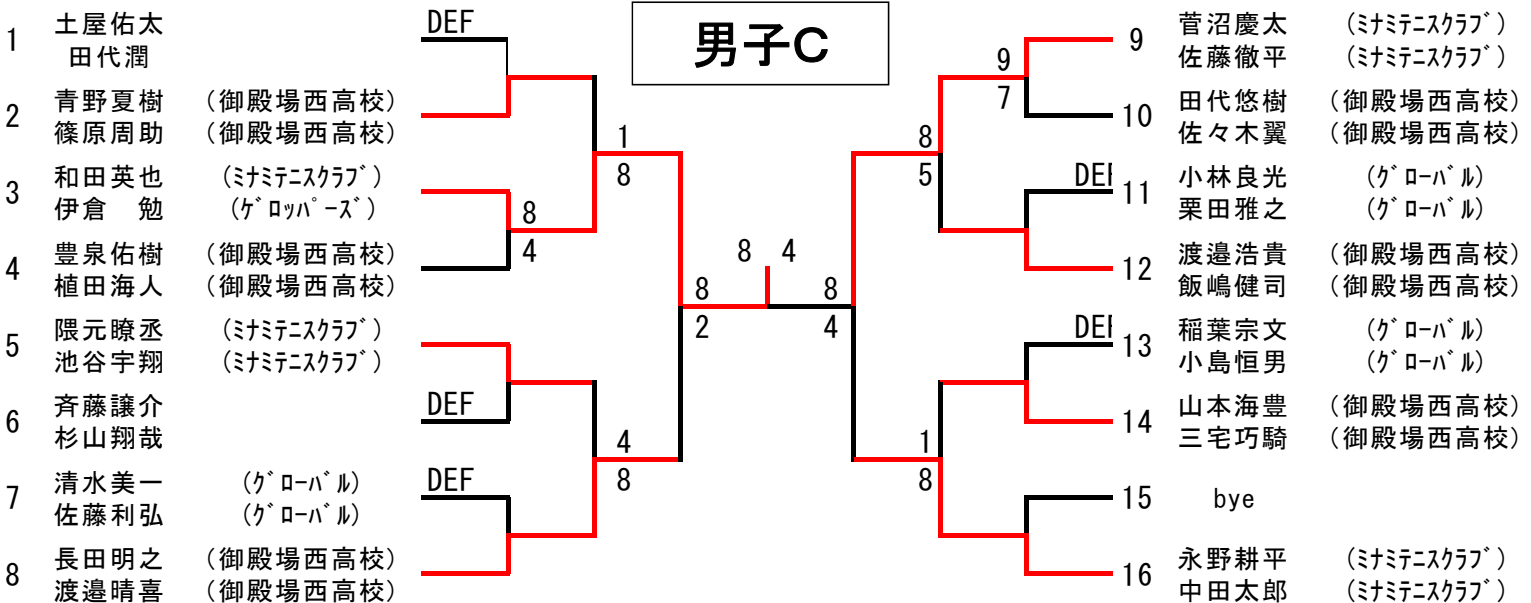 男子C
1 土屋佑太 DEF
田代潤
2 青野夏樹 (御殿場西高校)
篠原周助 (御殿場西高校)
1
8
3 和田英也 (ﾐﾅﾐﾃﾆｽｸﾗﾌﾞ)
伊倉　勉 (ｹﾞﾛｯﾊﾟｰｽﾞ)
8
4
4 豊泉佑樹 (御殿場西高校)
植田海人 (御殿場西高校)
8
2
5 隈元瞭丞 (ﾐﾅﾐﾃﾆｽｸﾗﾌﾞ)
池谷宇翔 (ﾐﾅﾐﾃﾆｽｸﾗﾌﾞ)
6 斉藤譲介 DEF
杉山翔哉
4
8
7 清水美一 (ｸﾞﾛｰﾊﾞﾙ) DEF
佐藤利弘 (ｸﾞﾛｰﾊﾞﾙ)
8 長田明之 (御殿場西高校)
渡邉晴喜 (御殿場西高校)
8 4
9 菅沼慶太 (ﾐﾅﾐﾃﾆｽｸﾗﾌﾞ)
佐藤徹平 (ﾐﾅﾐﾃﾆｽｸﾗﾌﾞ)
9
7
10 田代悠樹 (御殿場西高校)
佐々木翼 (御殿場西高校)
8
5
DEF 11 小林良光 (ｸﾞﾛｰﾊﾞﾙ)
栗田雅之 (ｸﾞﾛｰﾊﾞﾙ)
12 渡邉浩貴 (御殿場西高校)
飯嶋健司 (御殿場西高校)
8
4
DEF 13 稲葉宗文 (ｸﾞﾛｰﾊﾞﾙ)
小島恒男 (ｸﾞﾛｰﾊﾞﾙ)
14 山本海豊 (御殿場西高校)
三宅巧騎 (御殿場西高校)
1
8
15 bye
16 永野耕平 (ﾐﾅﾐﾃﾆｽｸﾗﾌﾞ)
中田太郎 (ﾐﾅﾐﾃﾆｽｸﾗﾌﾞ)